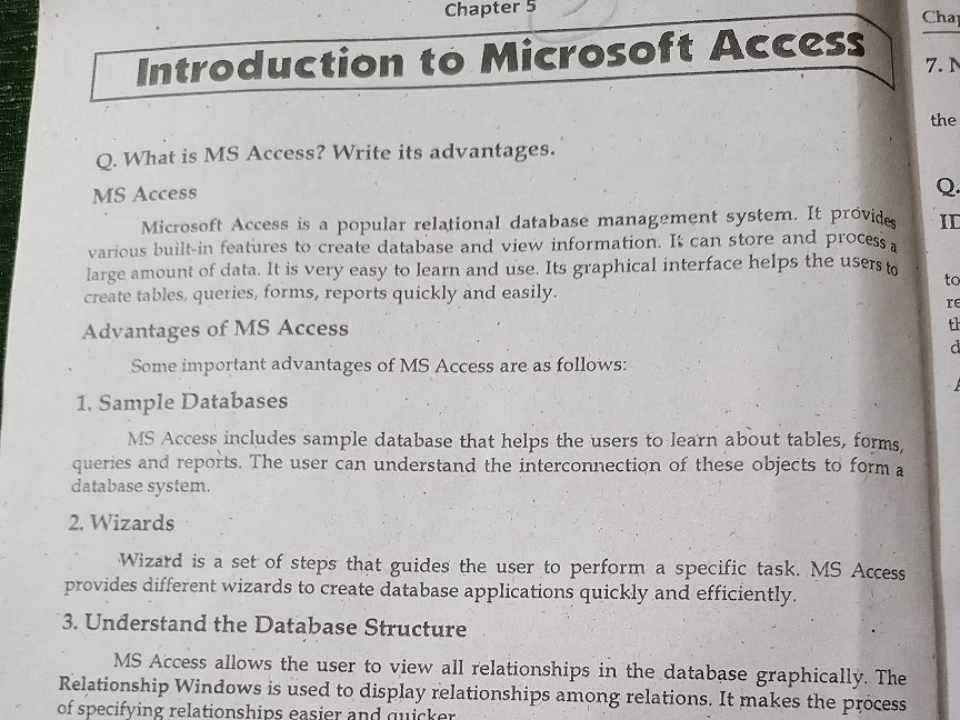 Chapter 5
Introduction to Microsoft Access
Q. What is MS Access? Write its advantages.
MS Access
Microsoft Access is a popular relational database management system. It provides
various built-in features to create database and view information. It can store and process a
large amount of data. It is very easy to learn and use. Its graphical interface helps the users to
create tables, queries, forms, reports quickly and easily.
Advantages of MS Access
Some important advantages of MS Access are as follows:
1. Sample Databases
MS Access includes sample database that helps the users to learn about tables, forms,
queries and reports. The user can understand the interconnection of these objects to form a
database system.
2. Wizards
Wizard is a set of steps that guides the user to perform a specific task. MS Access
provides different wizards to create database applications quickly and efficiently.
3. Understand the Database Structure
MS Access allows the user to view all relationships in the database graphically. The
Relationship Windows is used to display relationships among relations. It makes the process
of specifying relationships easier and quicker
7.
the
Q.
to